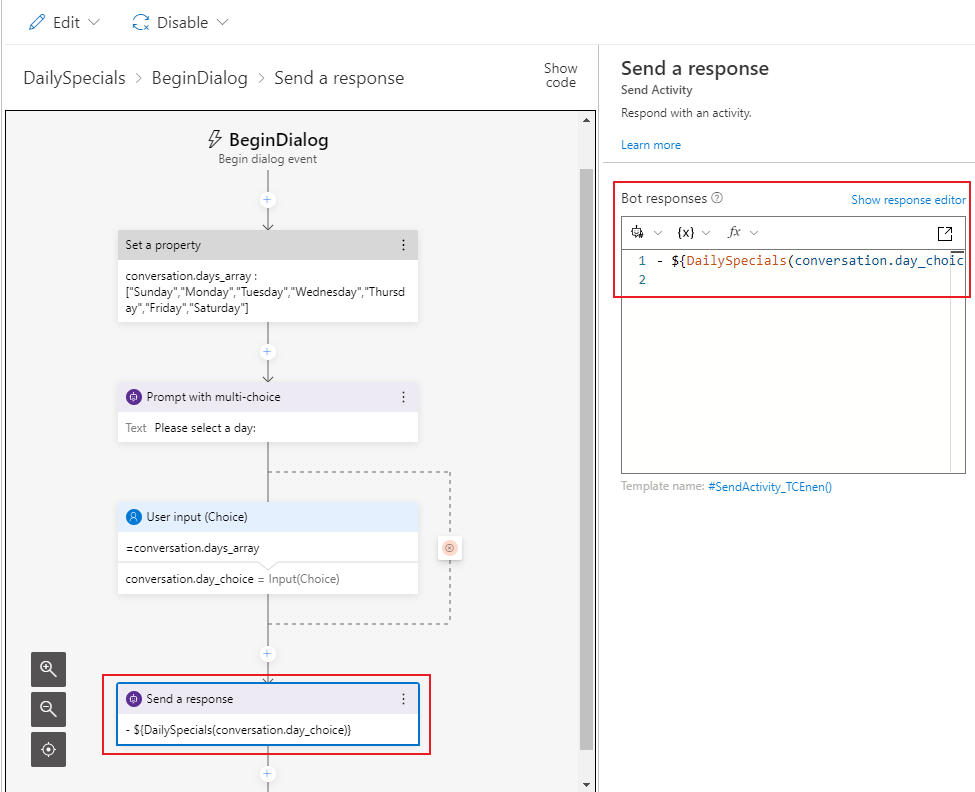 Edit
Disable
DailySpecials > BeginDialog > Send a response
Show
code
BeginDialog
Begin dialog event
Set a property
conversation.days_array :
["Sunday","Monday","Tuesday","Wednesday","Thursd
ay","Friday","Saturday"]
Prompt with multi-choice
Text Please select a day:
User input (Choice)
=conversation.days_array
conversation.day_choice = Input(Choice)
Send a response
- ${DailySpecials(conversation.day_choice)}
Send a response
Send Activity
Respond with an activity.
Learn more
Bot responses
Show response editor
{x} fx
1 - ${DailySpecials(conversation.day_choic
2
Template name: #SendActivity_TCEnen()